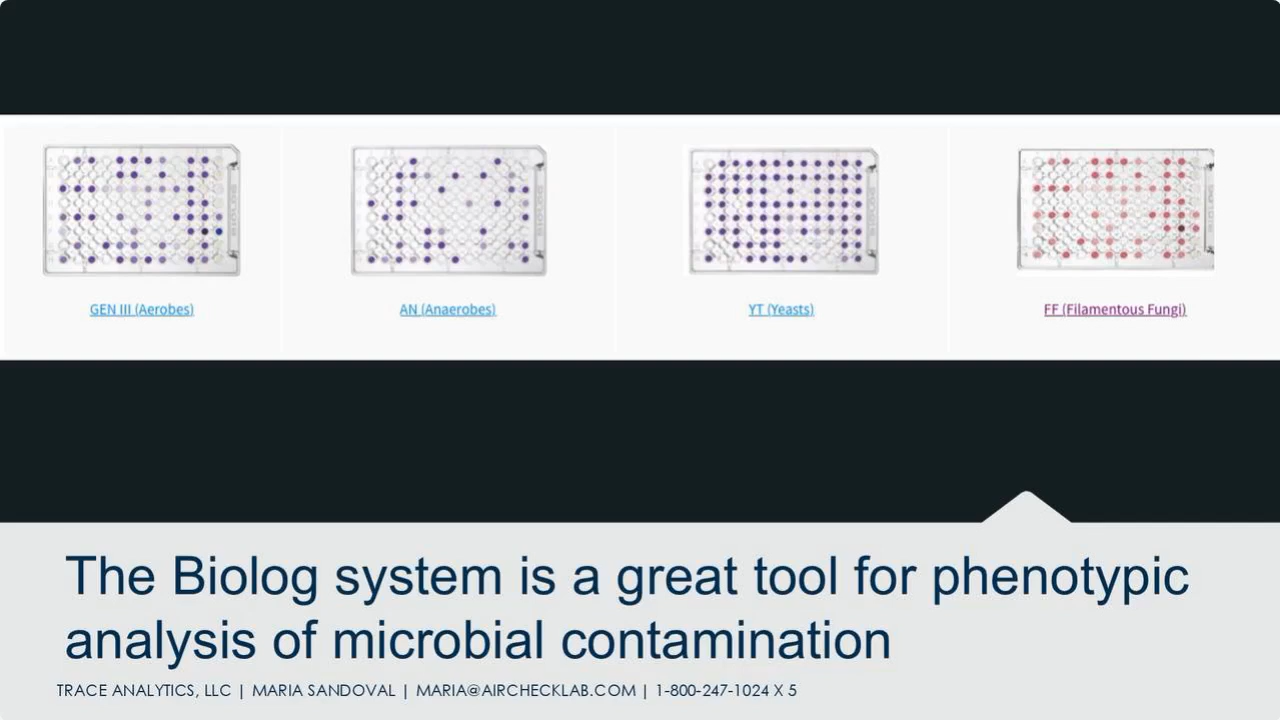 GEN III (Aerobes)
AN (Anaerobes)
YT (Yeasts)
FF (Filamentous Fungi)
The Biolog system is a great tool for phenotypic
analysis of microbial contamination
TRACE ANALYTICS, LLC | MARIA SANDOVAL | MARIA@AIRCHECKLAB.COM | 1-800-247-1024 X 5